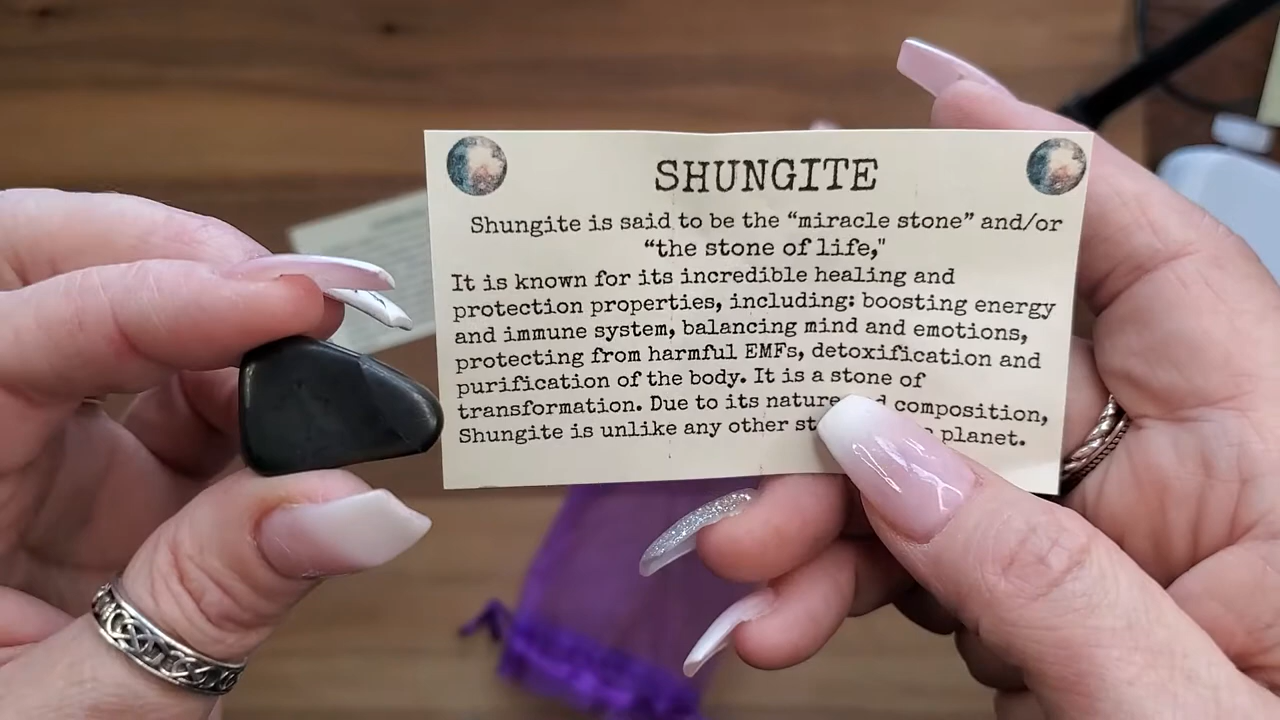 SHUNGITE
Shungite is said to be the “miracle stone” and/or
“the stone of life,"
It is known for its incredible healing and
protection properties, including: boosting energy
and immune system, balancing mind and emotions,
protecting from harmful EMFs, detoxification and
purification of the body. It is a stone of
transformation. Due to its nature composition,
Shungite is unlike any other planet.